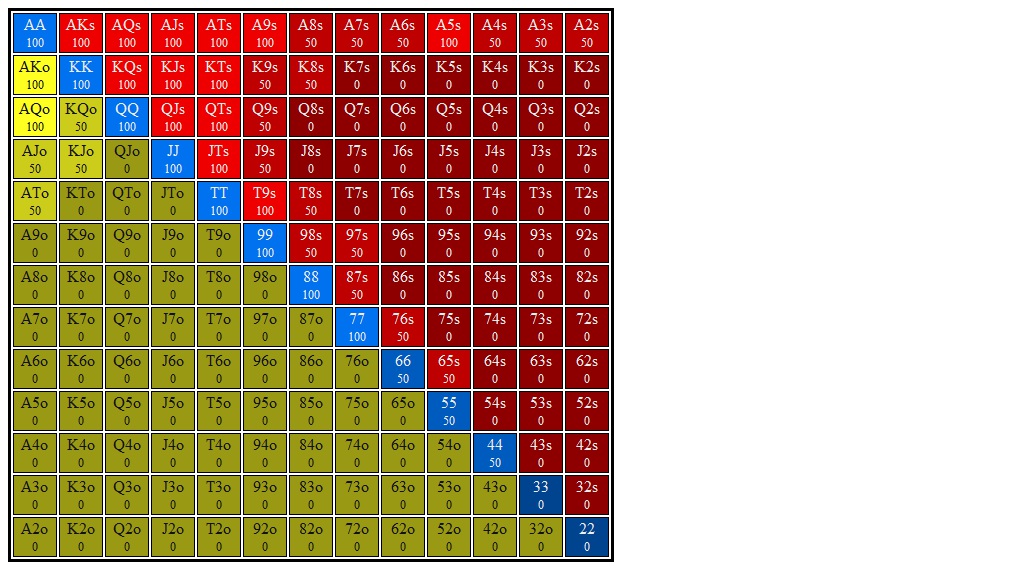 AA AKs AQs AJs ATs A9s A8s A7s A6s A5s A4s A3s A2s
100 100 100 100 100 100 50 50 50 100 50 50 50
AKo KK KQs KJs KTs K9s K8s K7s K6s K5s K4s K3s K2s
100 100 100 100 100 50 50 0 0 0 0 0 0
AQo KQo QQ QJs QTs Q9s Q8s Q7s Q6s Q5s Q4s Q3s Q2s
100 50 100 100 100 50 0 0 0 0 0 0 0
AJo KJo QJo JJ JTs J9s J8s J7s J6s J5s J4s J3s J2s
50 50 0 100 100 50 0 0 0 0 0 0 0
ATo KTo QTo JTo TT T9s T8s T7s T6s T5s T4s T3s T2s
50 0 0 0 100 100 50 0 0 0 0 0 0
A9o K9o Q9o J9o T9o 99 98s 97s 96s 95s 94s 93s 92s
0 0 0 0 0 100 50 50 0 0 0 0 0
A8o K8o Q8o J8o T8o 98o 88 87s 86s 85s 84s 83s 82s
0 0 0 0 0 0 100 50 0 0 0 0 0
A7o K7o Q7o J7o T7o 97o 87o 77 76s 75s 74s 73s 72s
0 0 0 0 0 0 0 100 50 0 0 0 0
A6o K6o Q6o J6o T6o 96o 86o 76o 66 65s 64s 63s 62s
0 0 0 0 0 0 0 0 50 50 0 0 0
A5o K5o Q5o J5o T5o 95o 85o 75o 65o 55 54s 53s 52s
0 0 0 0 0 0 0 0 0 50 0 0 0
A4o K4o Q4o J4o T4o 94o 84o 74o 64o 54o 44 43s 42s
0 0 0 0 0 0 0 0 0 0 50 0 0
A3o K3o Q3o J3o T3o 93o 83o 73o 63o 53o 43o 33 32s
0 0 0 0 0 0 0 0 0 0 0 0 0
A2o K2o Q2o J2o T2o 92o 82o 72o 62o 52o 42o 32o 22
0 0 0 0 0 0 0 0 0 0 0 0 0